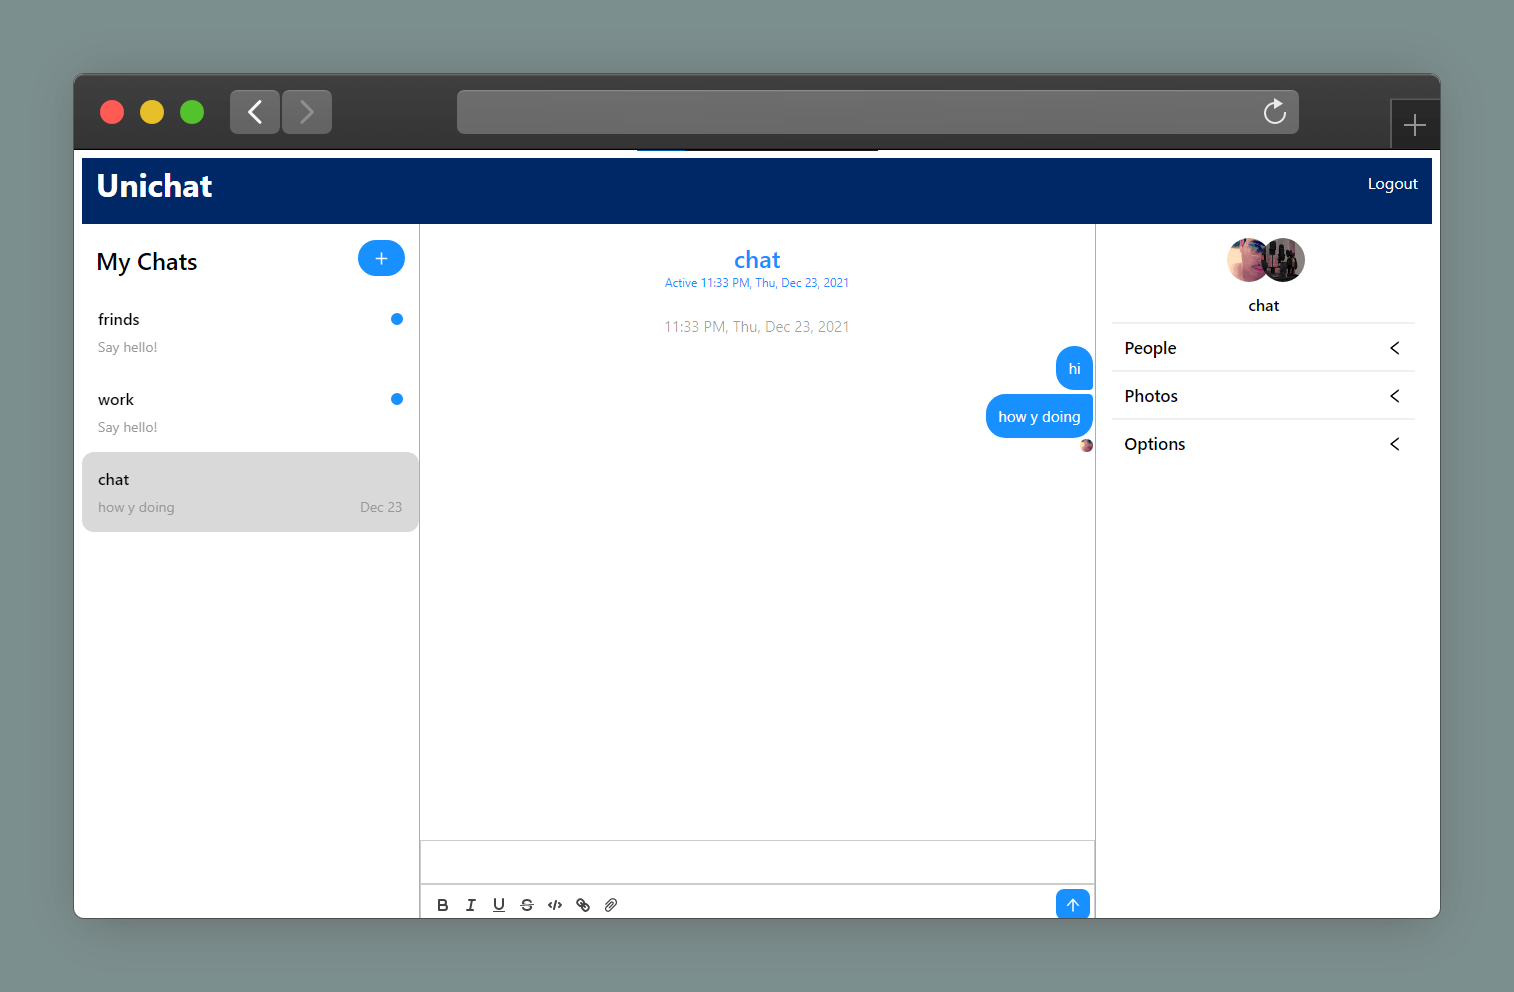 Unichat
Logout
My Chats
+
frinds
Say hello!
work
Say hello!
chat
how y doing Dec 23
chat
Active 11:33 PM, Thu, Dec 23, 2021
11:33 PM, Thu, Dec 23, 2021
hi
how y doing
B I U S </>
chat
People
Photos
Options